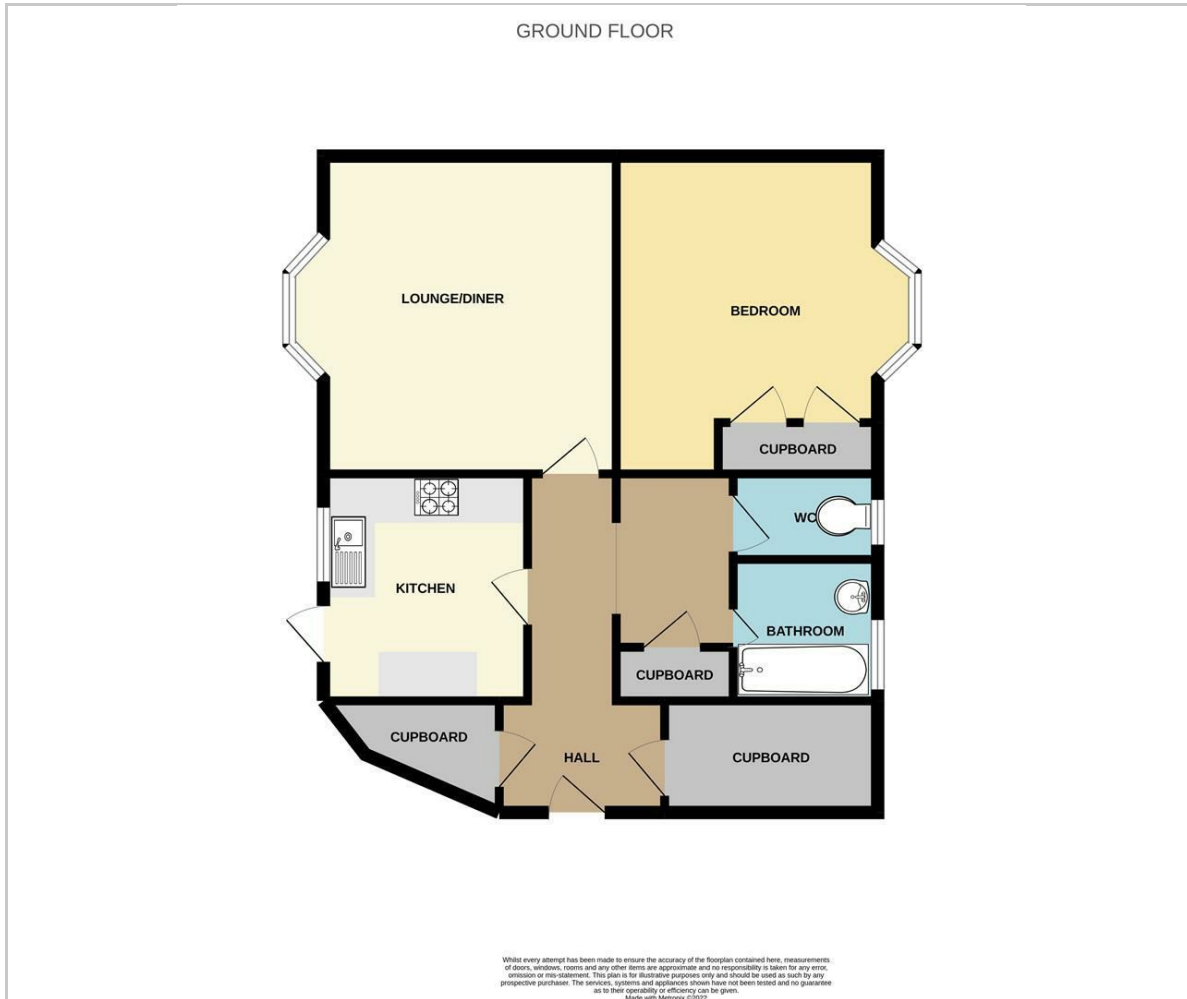 GROUND FLOOR
LOUNGE/DINER
BEDROOM
CUPBOARD
WC
KITCHEN
BATHROOM
CUPBOARD
CUPBOARD
HALL
CUPBOARD
Whilst every attempt has been made to ensure the accuracy of the floorplan contained here, measurements
of doors, windows, rooms and any other items are approximate and no responsibility is taken for any error,
omission or mis-statement. This plan is for illustrative purposes only and should be used as such by any
prospective purchaser. The services, systems and appliances shown have not been tested and no guarantee
as to their operability or efficiency can be given.
Made with Metropix ©2022